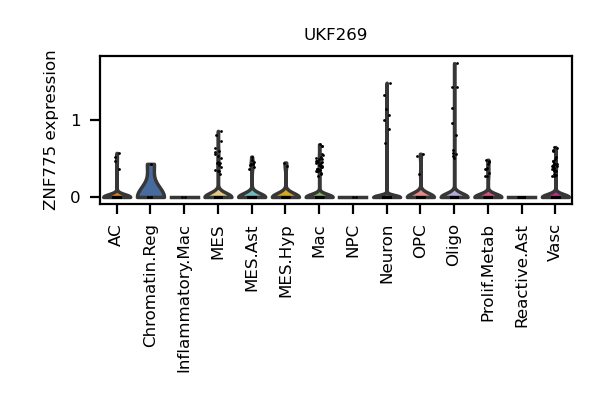 UKF269
ZNF775 expression
1
0
AC
Chromatin.Reg
Inflammatory.Mac
MES
MES.Ast
MES.Hyp
Mac
NPC
Neuron
OPC
Oligo
Prolif.Metab
Reactive.Ast
Vasc